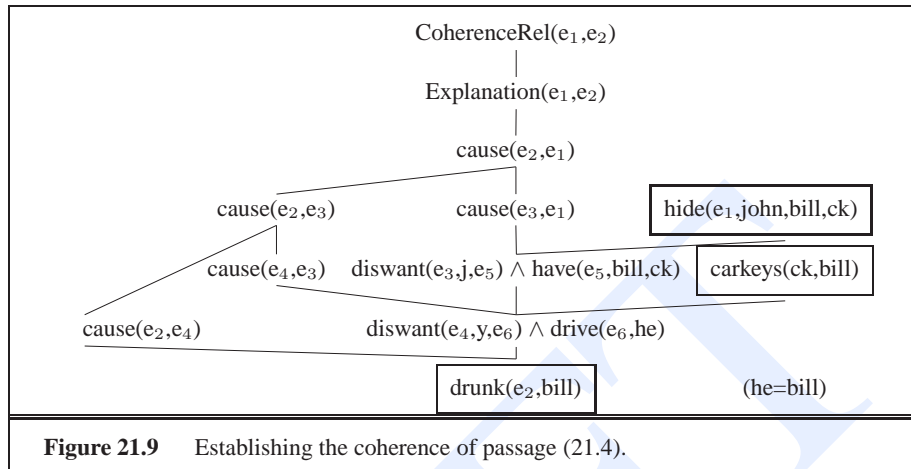 CoherenceRel(e₁,e₂)
Explanation(e₁,e₂)
cause(e₂,e₁)
cause(e₂,e₃) cause(e₃,e₁) hide(e₁,john,bill,ck)
cause(e₄,e₃) diswant(e₃,j,e₅) ∧ have(e₅,bill,ck) carkeys(ck,bill)
cause(e₂,e₄) diswant(e₄,y,e₆) ∧ drive(e₆,he)
drunk(e₂,bill) (he=bill)
Figure 21.9 Establishing the coherence of passage (21.4).